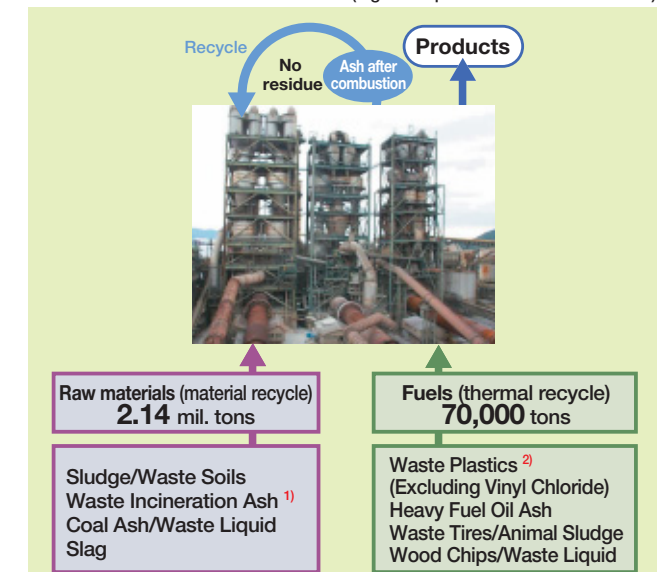 Recycle
No
residue
Ash after
combustion
Products
Raw materials (material recycle)
2.14 mil. tons
Fuels (thermal recycle)
70,000 tons
Sludge/Waste Soils
Waste Incineration Ash 1)
Coal Ash/Waste Liquid
Slag
Waste Plastics 2)
(Excluding Vinyl Chloride)
Heavy Fuel Oil Ash
Waste Tires/Animal Sludge
Wood Chips/Waste Liquid